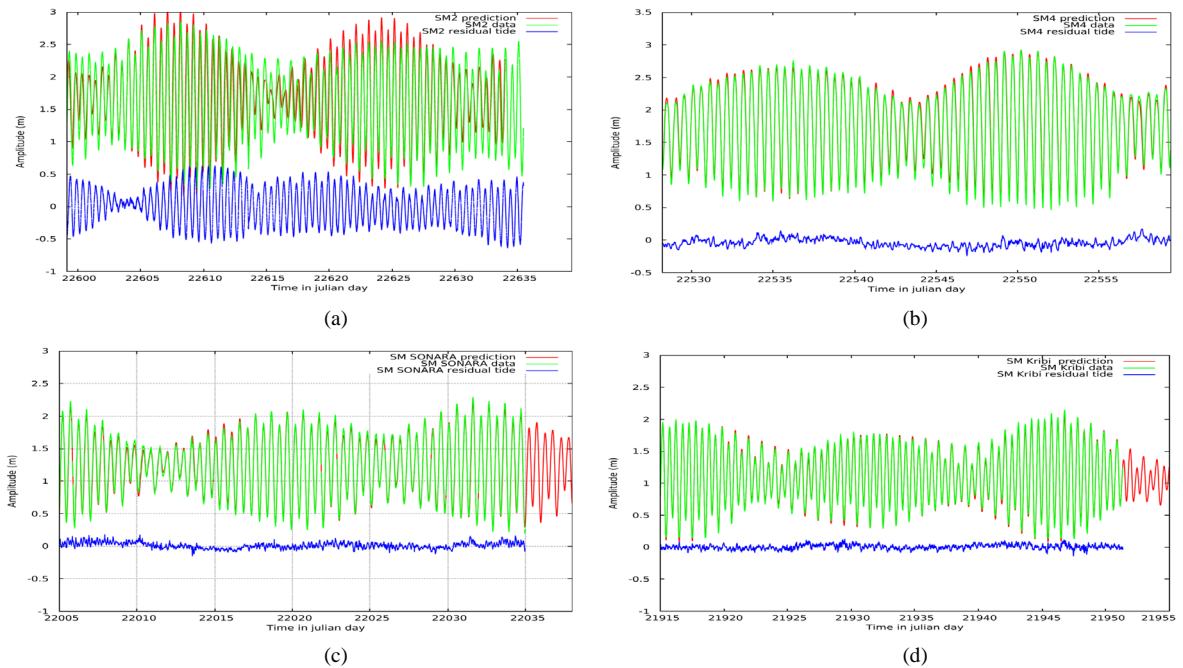 SM2 prediction
SM2 data
SM2 residual tide
3
2.5
2
1.5
1
0.5
0
-0.5
1
Amplitude (m)
22600 22605 22610 22615 22620 22625 22630 22635
Time in julian day
(a)
SM4 prediction
SM4 data
SM4 residual tide
3.5
3
2.5
2
1.5
1
0.5
0
-0.5
Amplitude (m)
22530 22535 22540 22545 22550 22555
Time in julian day
(b)
SM SONARA prediction
SM SONARA data
SM SONARA residual tide
3
2.5
2
1.5
1
0.5
0
-0.5
-1
Amplitude (m)
22005 22010 22015 22020 22025 22030 22035
Time in julian day
(c)
SM Kribi prediction
SM Kribi data
SM Kribi residual tide
3
2.5
2
1.5
1
0.5
0
-0.5
-1
Amplitude (m)
21915 21920 21925 21930 21935 21940 21945 21950 21955
Time in julian day
(d)